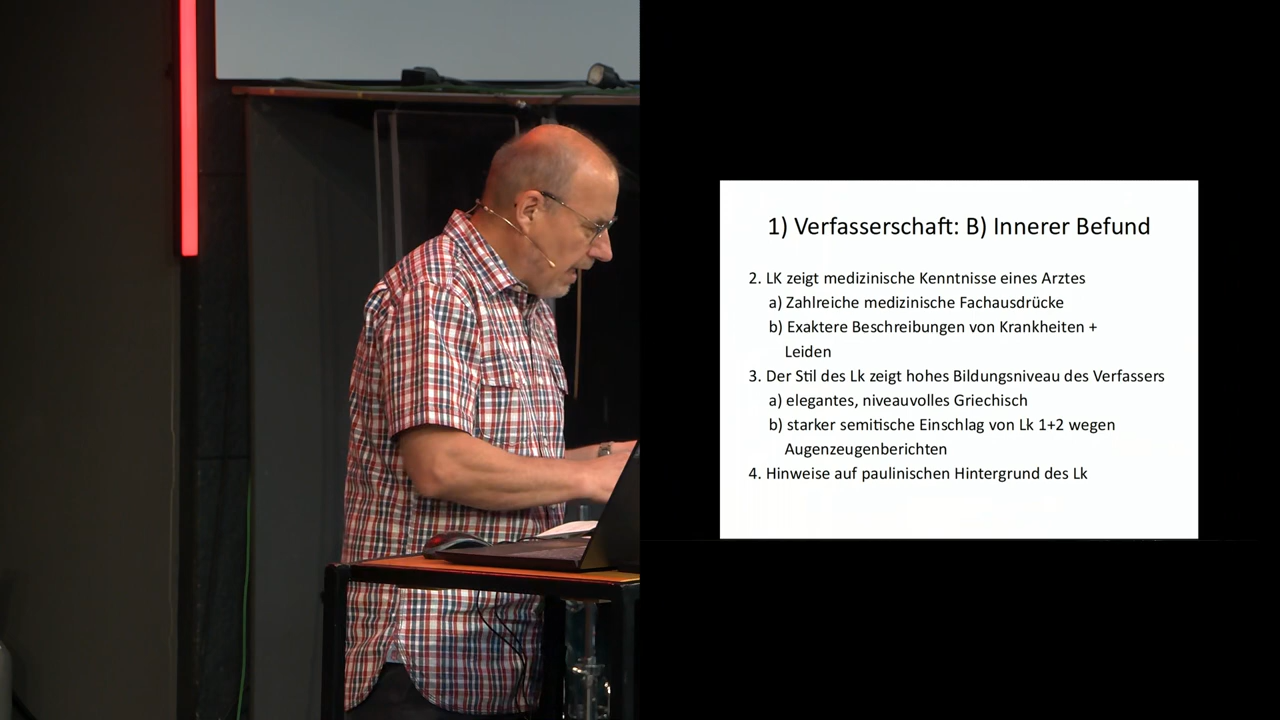 1) Verfasserschaft: B) Innerer Befund
2. LK zeigt medizinische Kenntnisse eines Arztes
a) Zahlreiche medizinische Fachausdrücke
b) Exaktere Beschreibungen von Krankheiten +
Leiden
3. Der Stil des Lk zeigt hohes Bildungsniveau des Verfassers
a) elegantes, niveauvolles Griechisch
b) starker semitische Einschlag von Lk 1+2 wegen
Augenzeugenberichten
4. Hinweise auf paulinischen Hintergrund des Lk